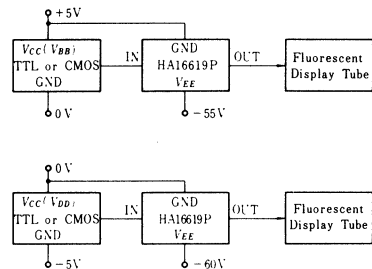 +5V
VCC(VBB) GND
TTL or CMOS IN HA16619P OUT Fluorescent
GND VEE Display Tube
0V -55V
0V
VCC(VDD) GND
TTL or CMOS IN HA16619P OUT Fluorescent
GND VEE Display Tube
-5V -60V